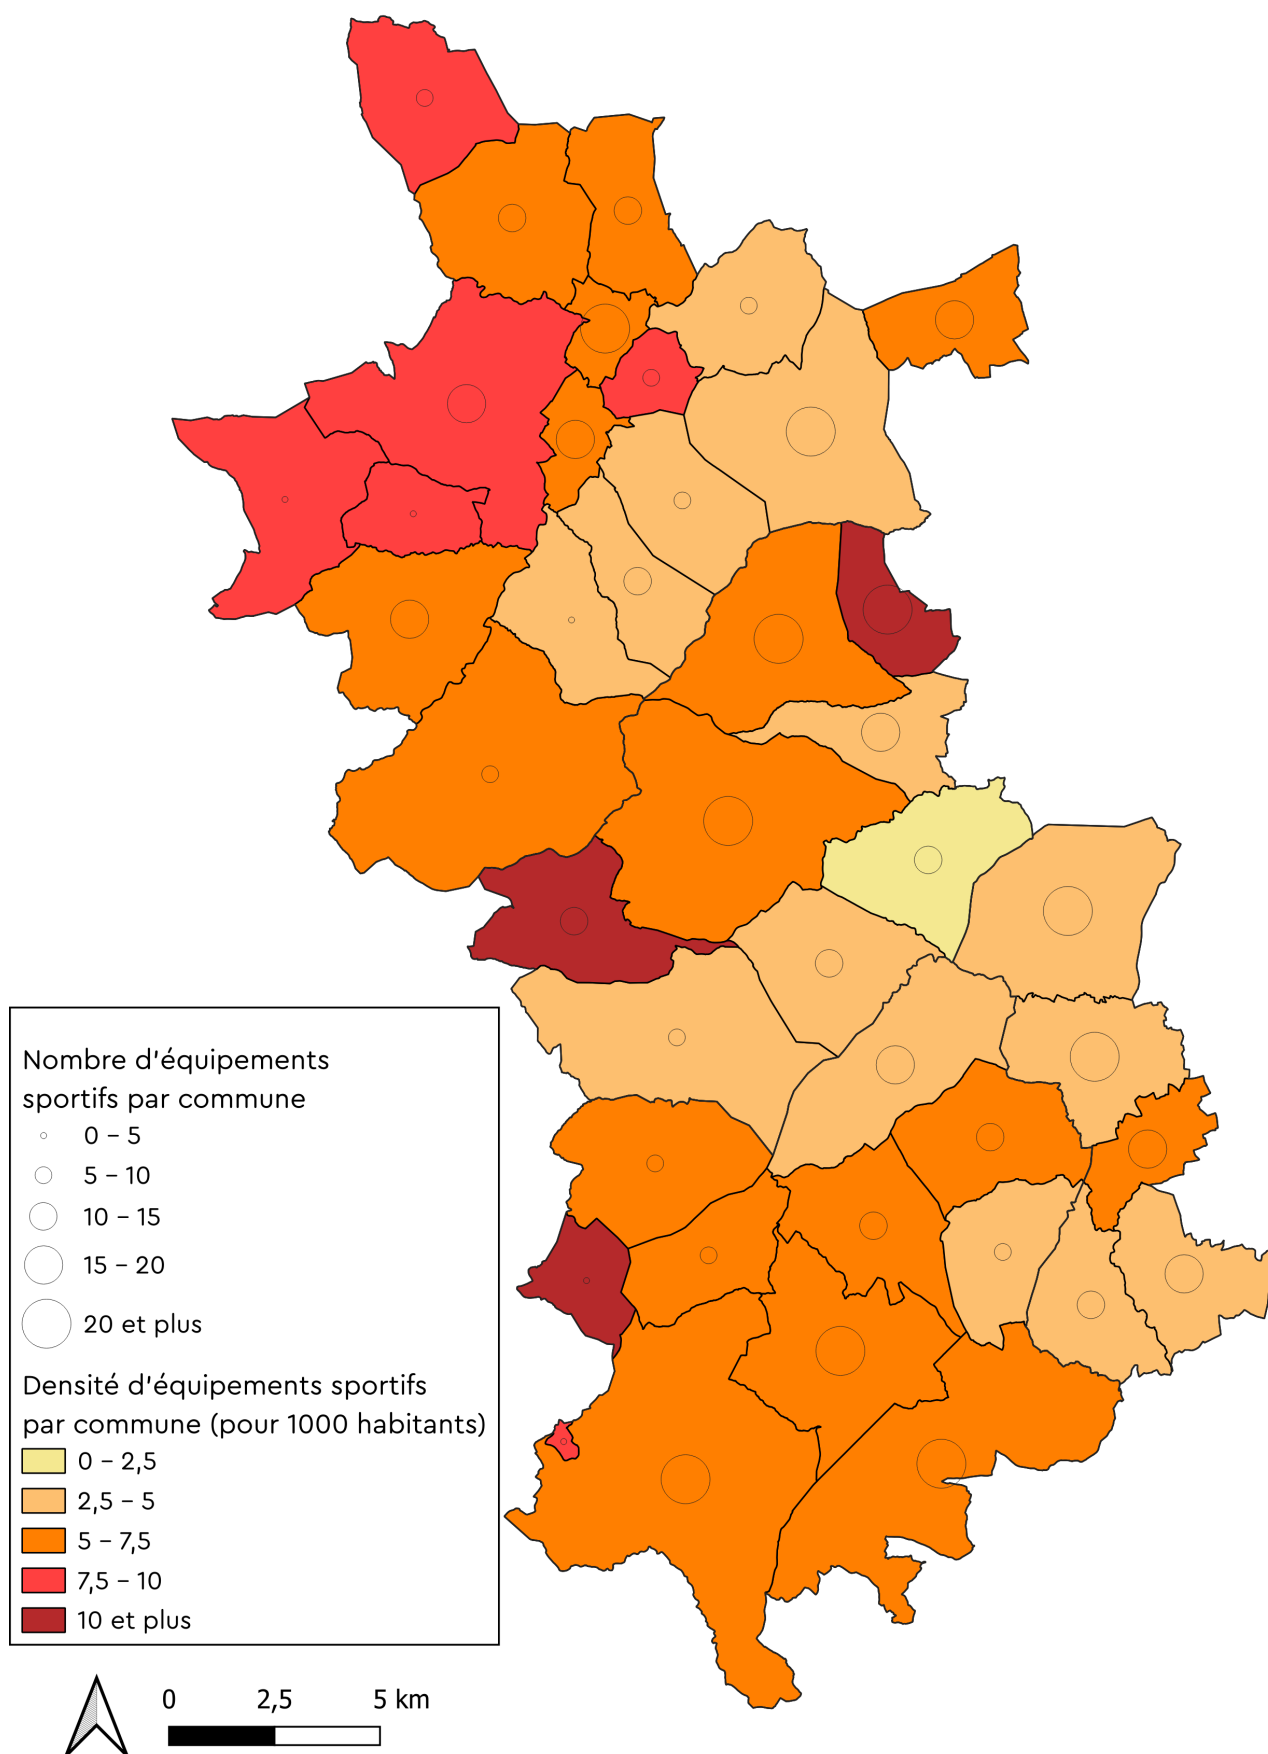 Nombre d'équipements
sportifs par commune
0 – 5
5 – 10
10 – 15
15 – 20
20 et plus
Densité d'équipements sportifs
par commune (pour 1000 habitants)
0 – 2,5
2,5 – 5
5 – 7,5
7,5 – 10
10 et plus
0 2,5 5 km